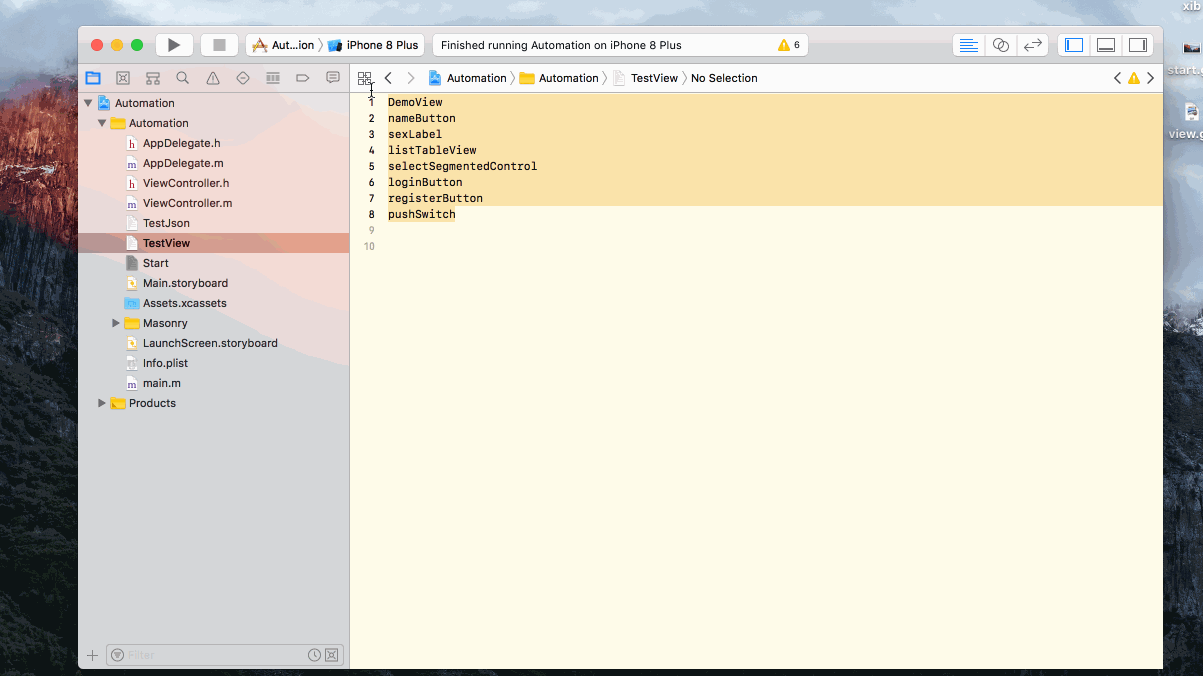 xib
Aut...ion
iPhone 8 Plus
Finished running Automation on iPhone 8 Plus
6
start.g
Automation
Automation
TestView
No Selection
view.g
Automation
Automation
AppDelegate.h
AppDelegate.m
ViewController.h
ViewController.m
TestJson
TestView
Start
Main.storyboard
Assets.xcassets
Masonry
LaunchScreen.storyboard
Info.plist
main.m
Products
Filter
1 DemoView
2 nameButton
3 sexLabel
4 listTableView
5 selectSegmentedControl
6 loginButton
7 registerButton
8 pushSwitch
9
10